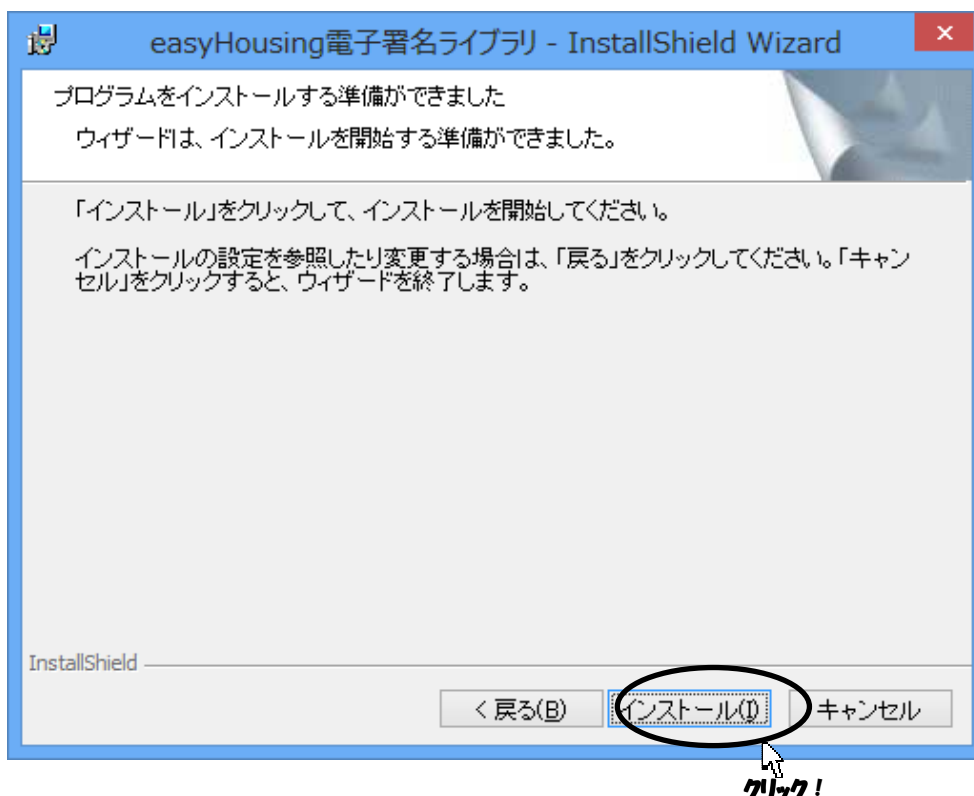 easyHousing電子署名ライブラリ - InstallShield Wizard
プログラムをインストールする準備ができました
ウィザードは、インストールを開始する準備ができました。
「インストール」をクリックして、インストールを開始してください。
インストールの設定を参照したり変更する場合は、「戻る」をクリックしてください。「キャン
セル」をクリックすると、ウィザードを終了します。
InstallShield
< 戻る(B) インストール(I) キャンセル
クリック！